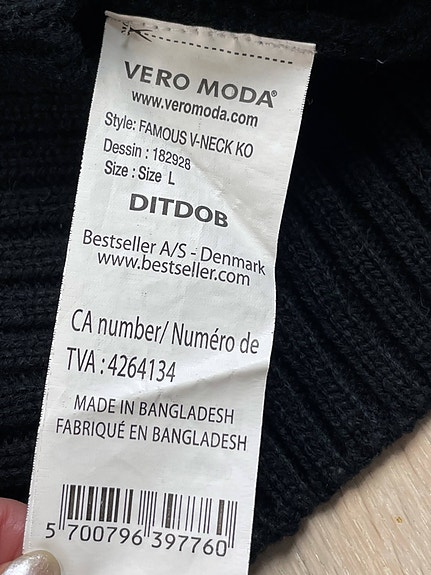 VERO MODA®
www.veromoda.com
Style: FAMOUS V-NECK KO
Dessin : 182928
Size : Size L
DITDOB
Bestseller A/S - Denmark
www.bestseller.com
CA number/ Numéro de
TVA : 4264134
MADE IN BANGLADESH
FABRIQUÉ EN BANGLADESH
5 700796 397760